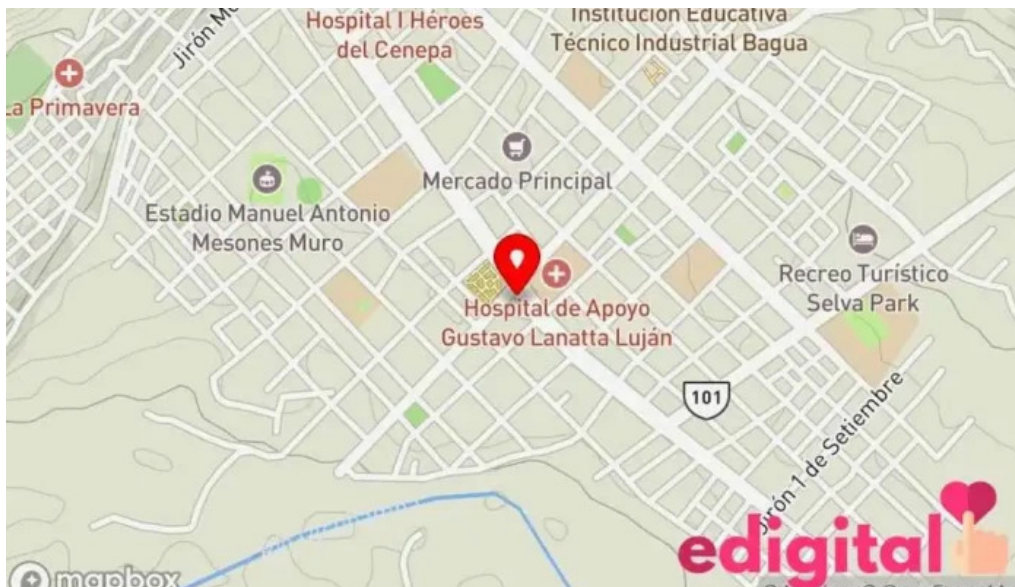 Hospital I Héroes
del Cenepa
Institución Educativa
Técnico Industrial Bagua
La Primavera
Mercado Principal
Estadio Manuel Antonio
Mesones Muro
Recreo Turístico
Selva Park
Hospital de Apoyo
Gustavo Lanatta Luján
101
Jirón 1 de Setiembre
Jirón
edigital
mapbox